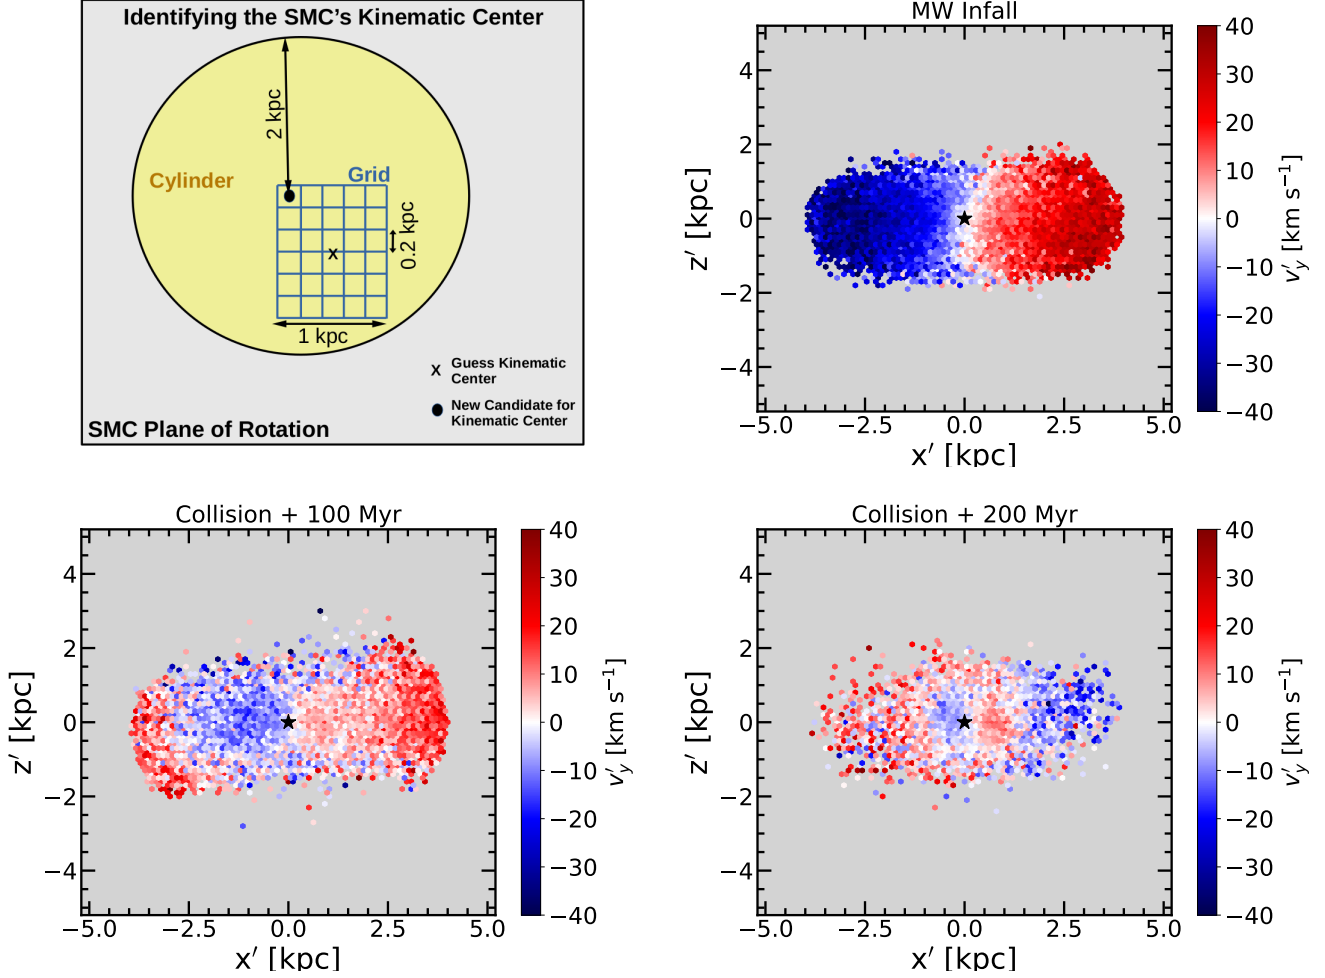 Identifying the SMC's Kinematic Center
2 kpc
Cylinder
Grid
0.2 kpc
x
1 kpc
x Guess Kinematic
Center
New Candidate for
Kinematic Center
SMC Plane of Rotation
MW Infall
4
2
0
−2
−4
z′ [kpc]
−5.0 −2.5 0.0 2.5 5.0
x′ [kpc]
40
30
20
10
0
−10
−20
−30
−40
v′y [km s−1]
Collision + 100 Myr
4
2
0
−2
−4
z′ [kpc]
−5.0 −2.5 0.0 2.5 5.0
x′ [kpc]
40
30
20
10
0
−10
−20
−30
−40
v′y [km s−1]
Collision + 200 Myr
4
2
0
−2
−4
z′ [kpc]
−5.0 −2.5 0.0 2.5 5.0
x′ [kpc]
40
30
20
10
0
−10
−20
−30
−40
v′y [km s−1]